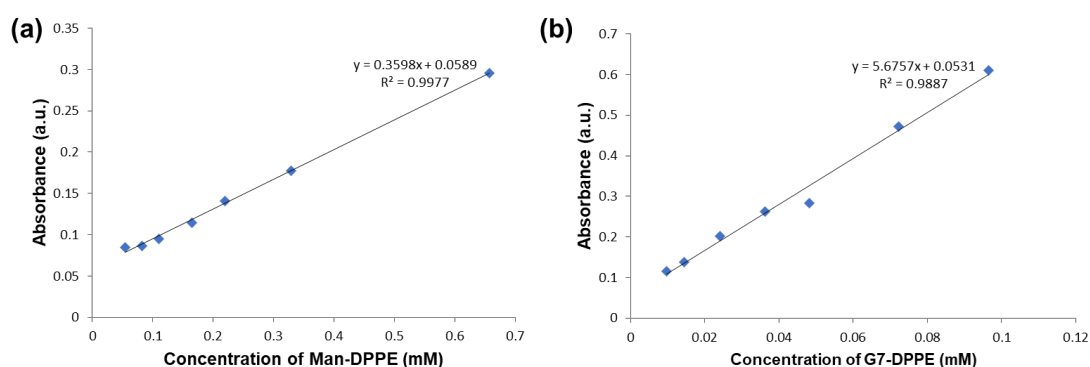 (a)
0.35
0.3
0.25
0.2
0.15
0.1
0.05
0
Absorbance (a.u.)
y = 0.3598x + 0.0589
R² = 0.9977
0 0.1 0.2 0.3 0.4 0.5 0.6 0.7
Concentration of Man-DPPE (mM)
(b)
0.7
0.6
0.5
0.4
0.3
0.2
0.1
0
Absorbance (a.u.)
y = 5.6757x + 0.0531
R² = 0.9887
0 0.02 0.04 0.06 0.08 0.1 0.12
Concentration of G7-DPPE (mM)